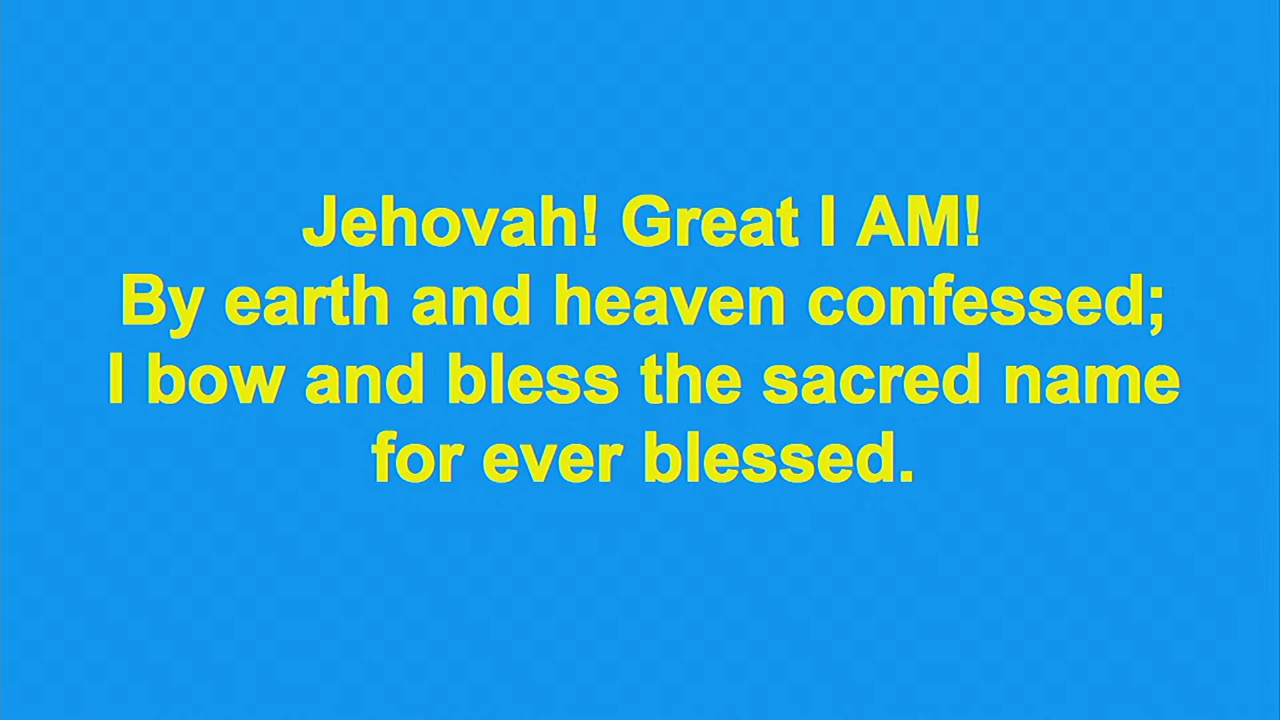 Jehovah! Great I AM!
By earth and heaven confessed;
I bow and bless the sacred name
for ever blessed.